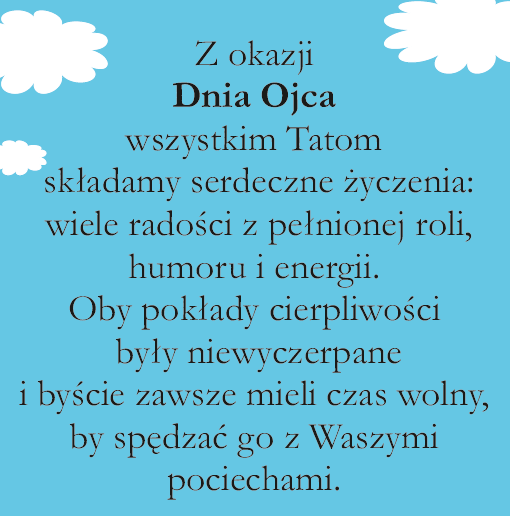 Z okazji
Dnia Ojca
wszystkim Tatom
składamy serdeczne życzenia:
wiele radości z pełnionej roli,
humoru i energii.
Oby pokłady cierpliwości
były niewyczerpane
i byście zawsze mieli czas wolny,
by spędzać go z Waszymi
pociechami.